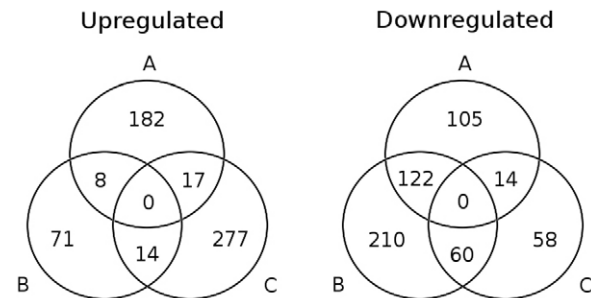 Upregulated
A
182
8
17
0
71
14
277
B
C
Downregulated
A
105
122
14
0
210
60
58
B
C